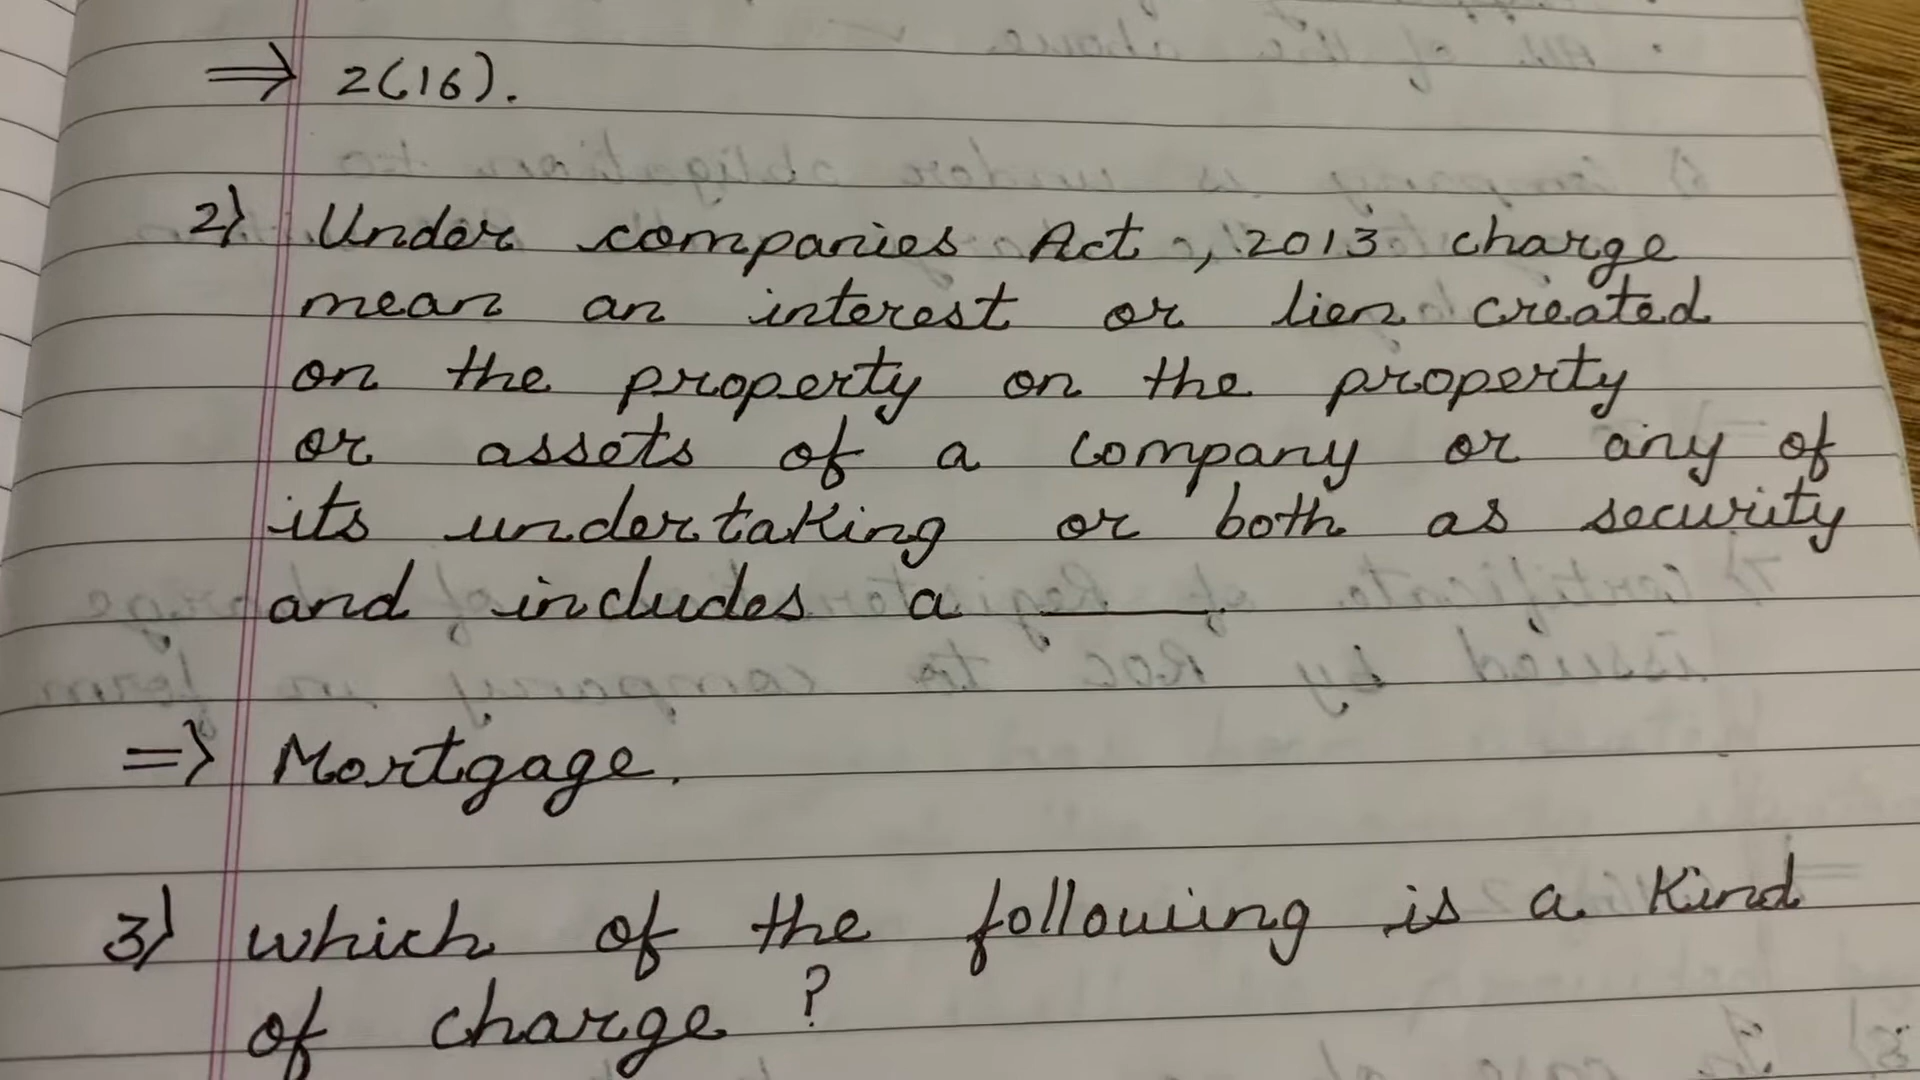 ⇒ 2(16).
2) Under companies Act, 2013 charge
mean an interest or lien created
on the property on the property
or assets of a company or any of
its undertaking or both as security
and includes a ____.
⇒ Mortgage.
3) which of the following is a kind
of charge ?